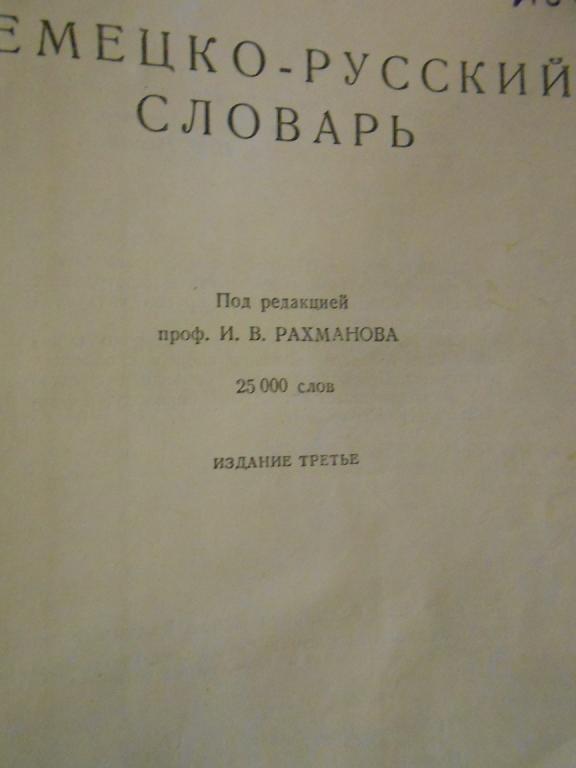 ЕМЕЦКО-РУССКИЙ
СЛОВАРЬ
Под редакцией
проф. И. В. РАХМАНОВА
25 000 слов
ИЗДАНИЕ ТРЕТЬЕ